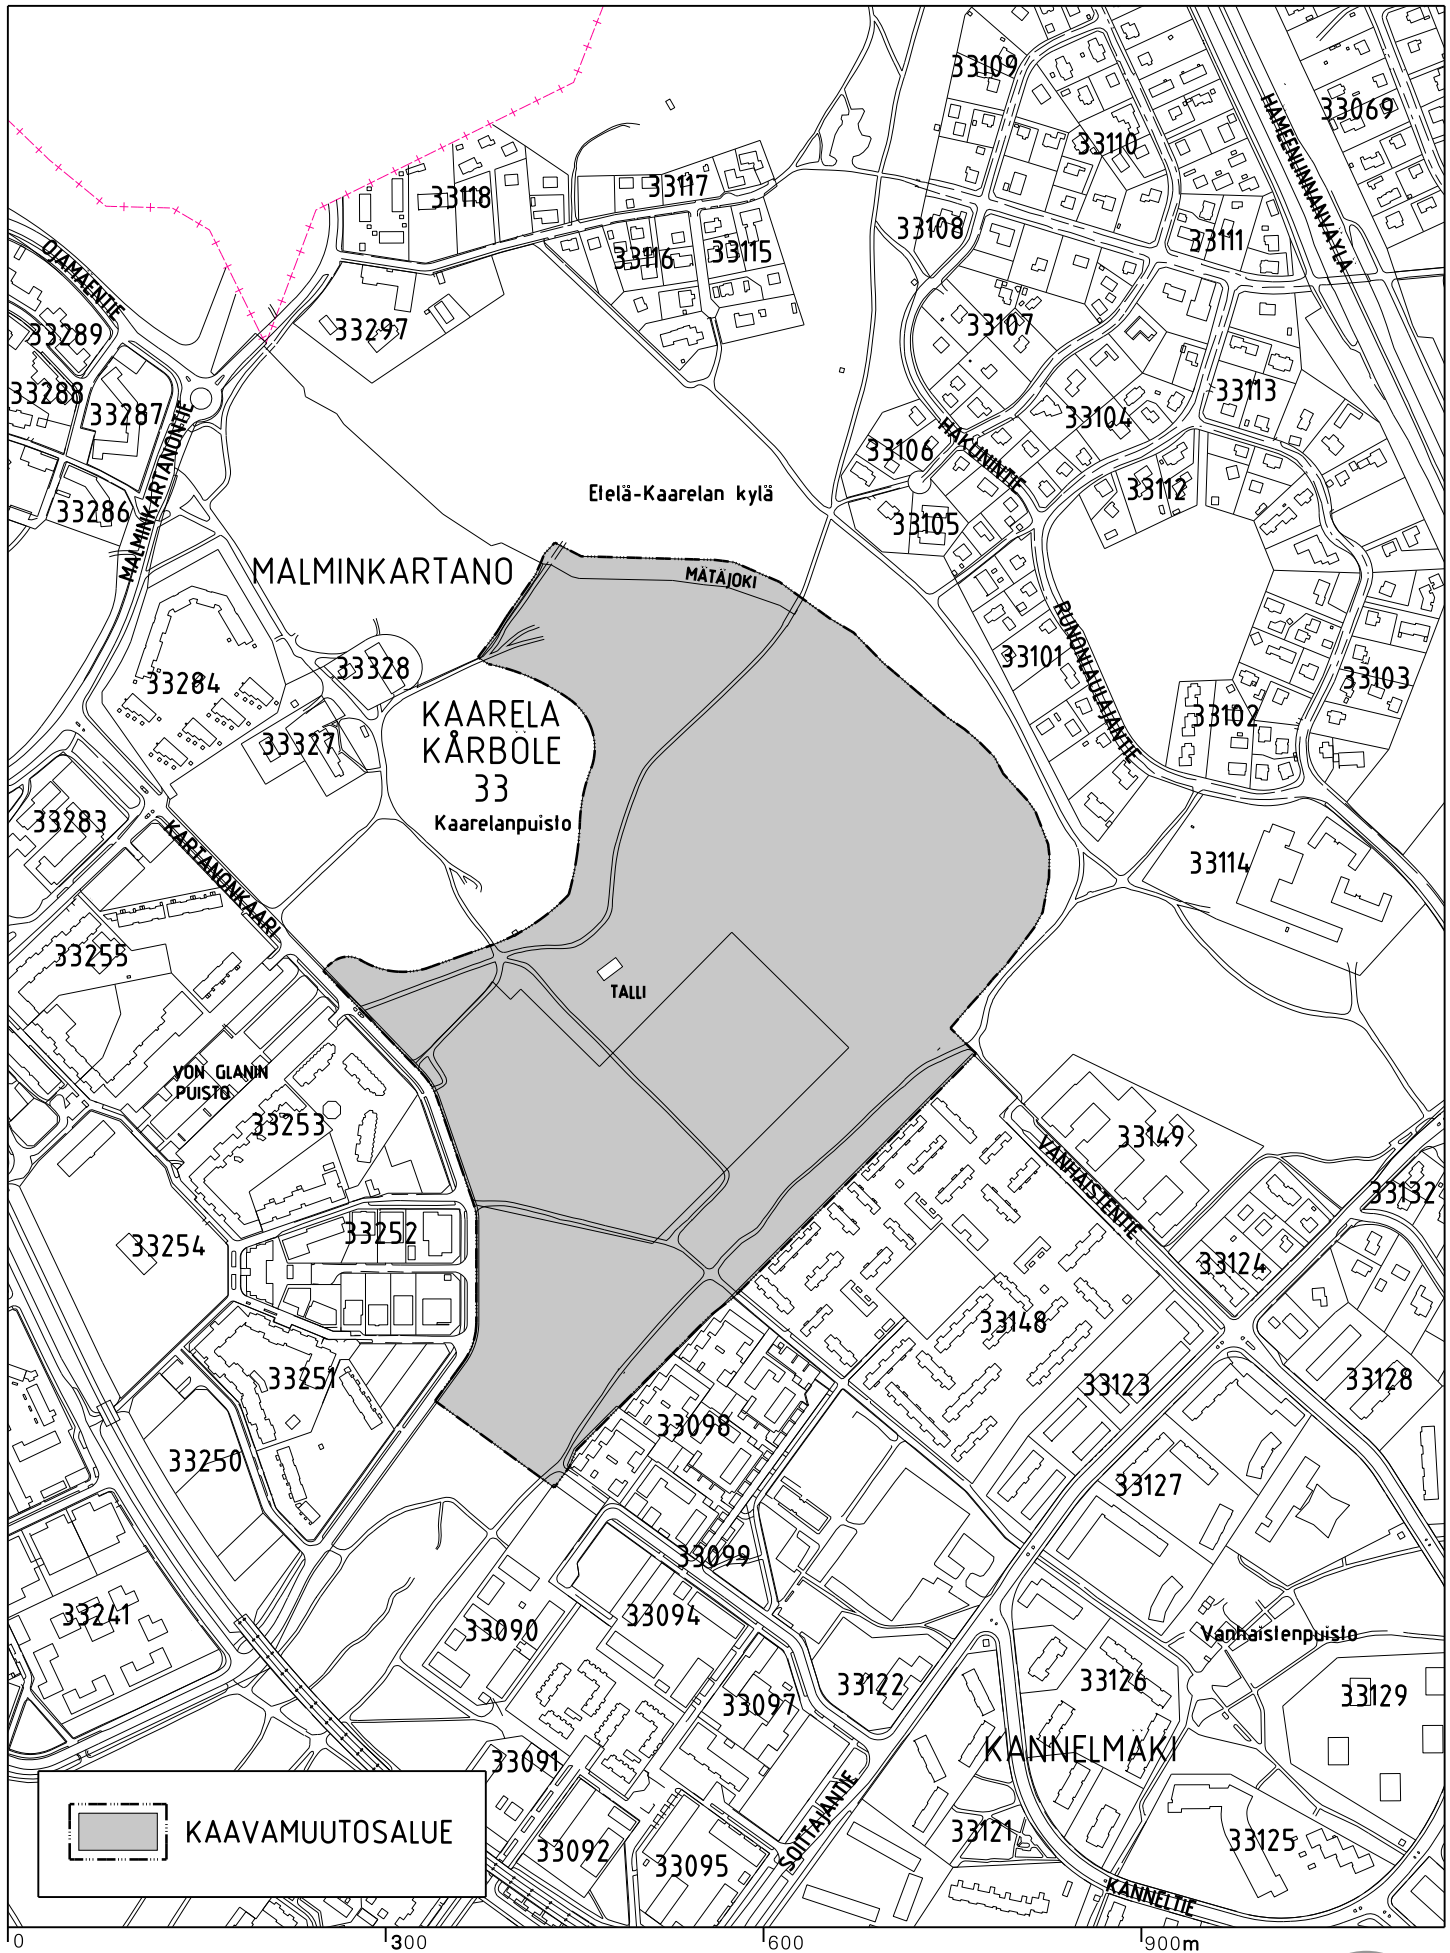 33109
33069
33110
HÄMEENLINNANVÄYLÄ
33118
33117
33108
33111
33116
33115
OJAMÄENTIE
33289
33297
33107
33288
33287
33113
33104
MALMINKARTANONTIE
33106
HAKUNINTIE
33286
Etelä-Kaarelan kylä
33112
33105
MALMINKARTANO
MÄTÄJOKI
RUNONLAULAJANTIE
33284
33328
33101
33103
KAARELA
KÅRBÖLE
33
33327
33102
Kaarelanpuisto
33283
KARTANONKAARI
33114
33255
TALLI
VON GLANIN
PUISTO
33253
33149
VANHAISTENTIE
33132
33254
33252
33124
33148
33251
33123
33128
33098
33250
33127
33099
33241
33090
33094
Vanhaistenpuisto
33122
33126
33129
33097
KANNELMÄKI
33091
SOITTAJANTIE
KAAVAMUUTOSALUE
33121
33125
33092
33095
KANNELTIE
0
300
600
900m